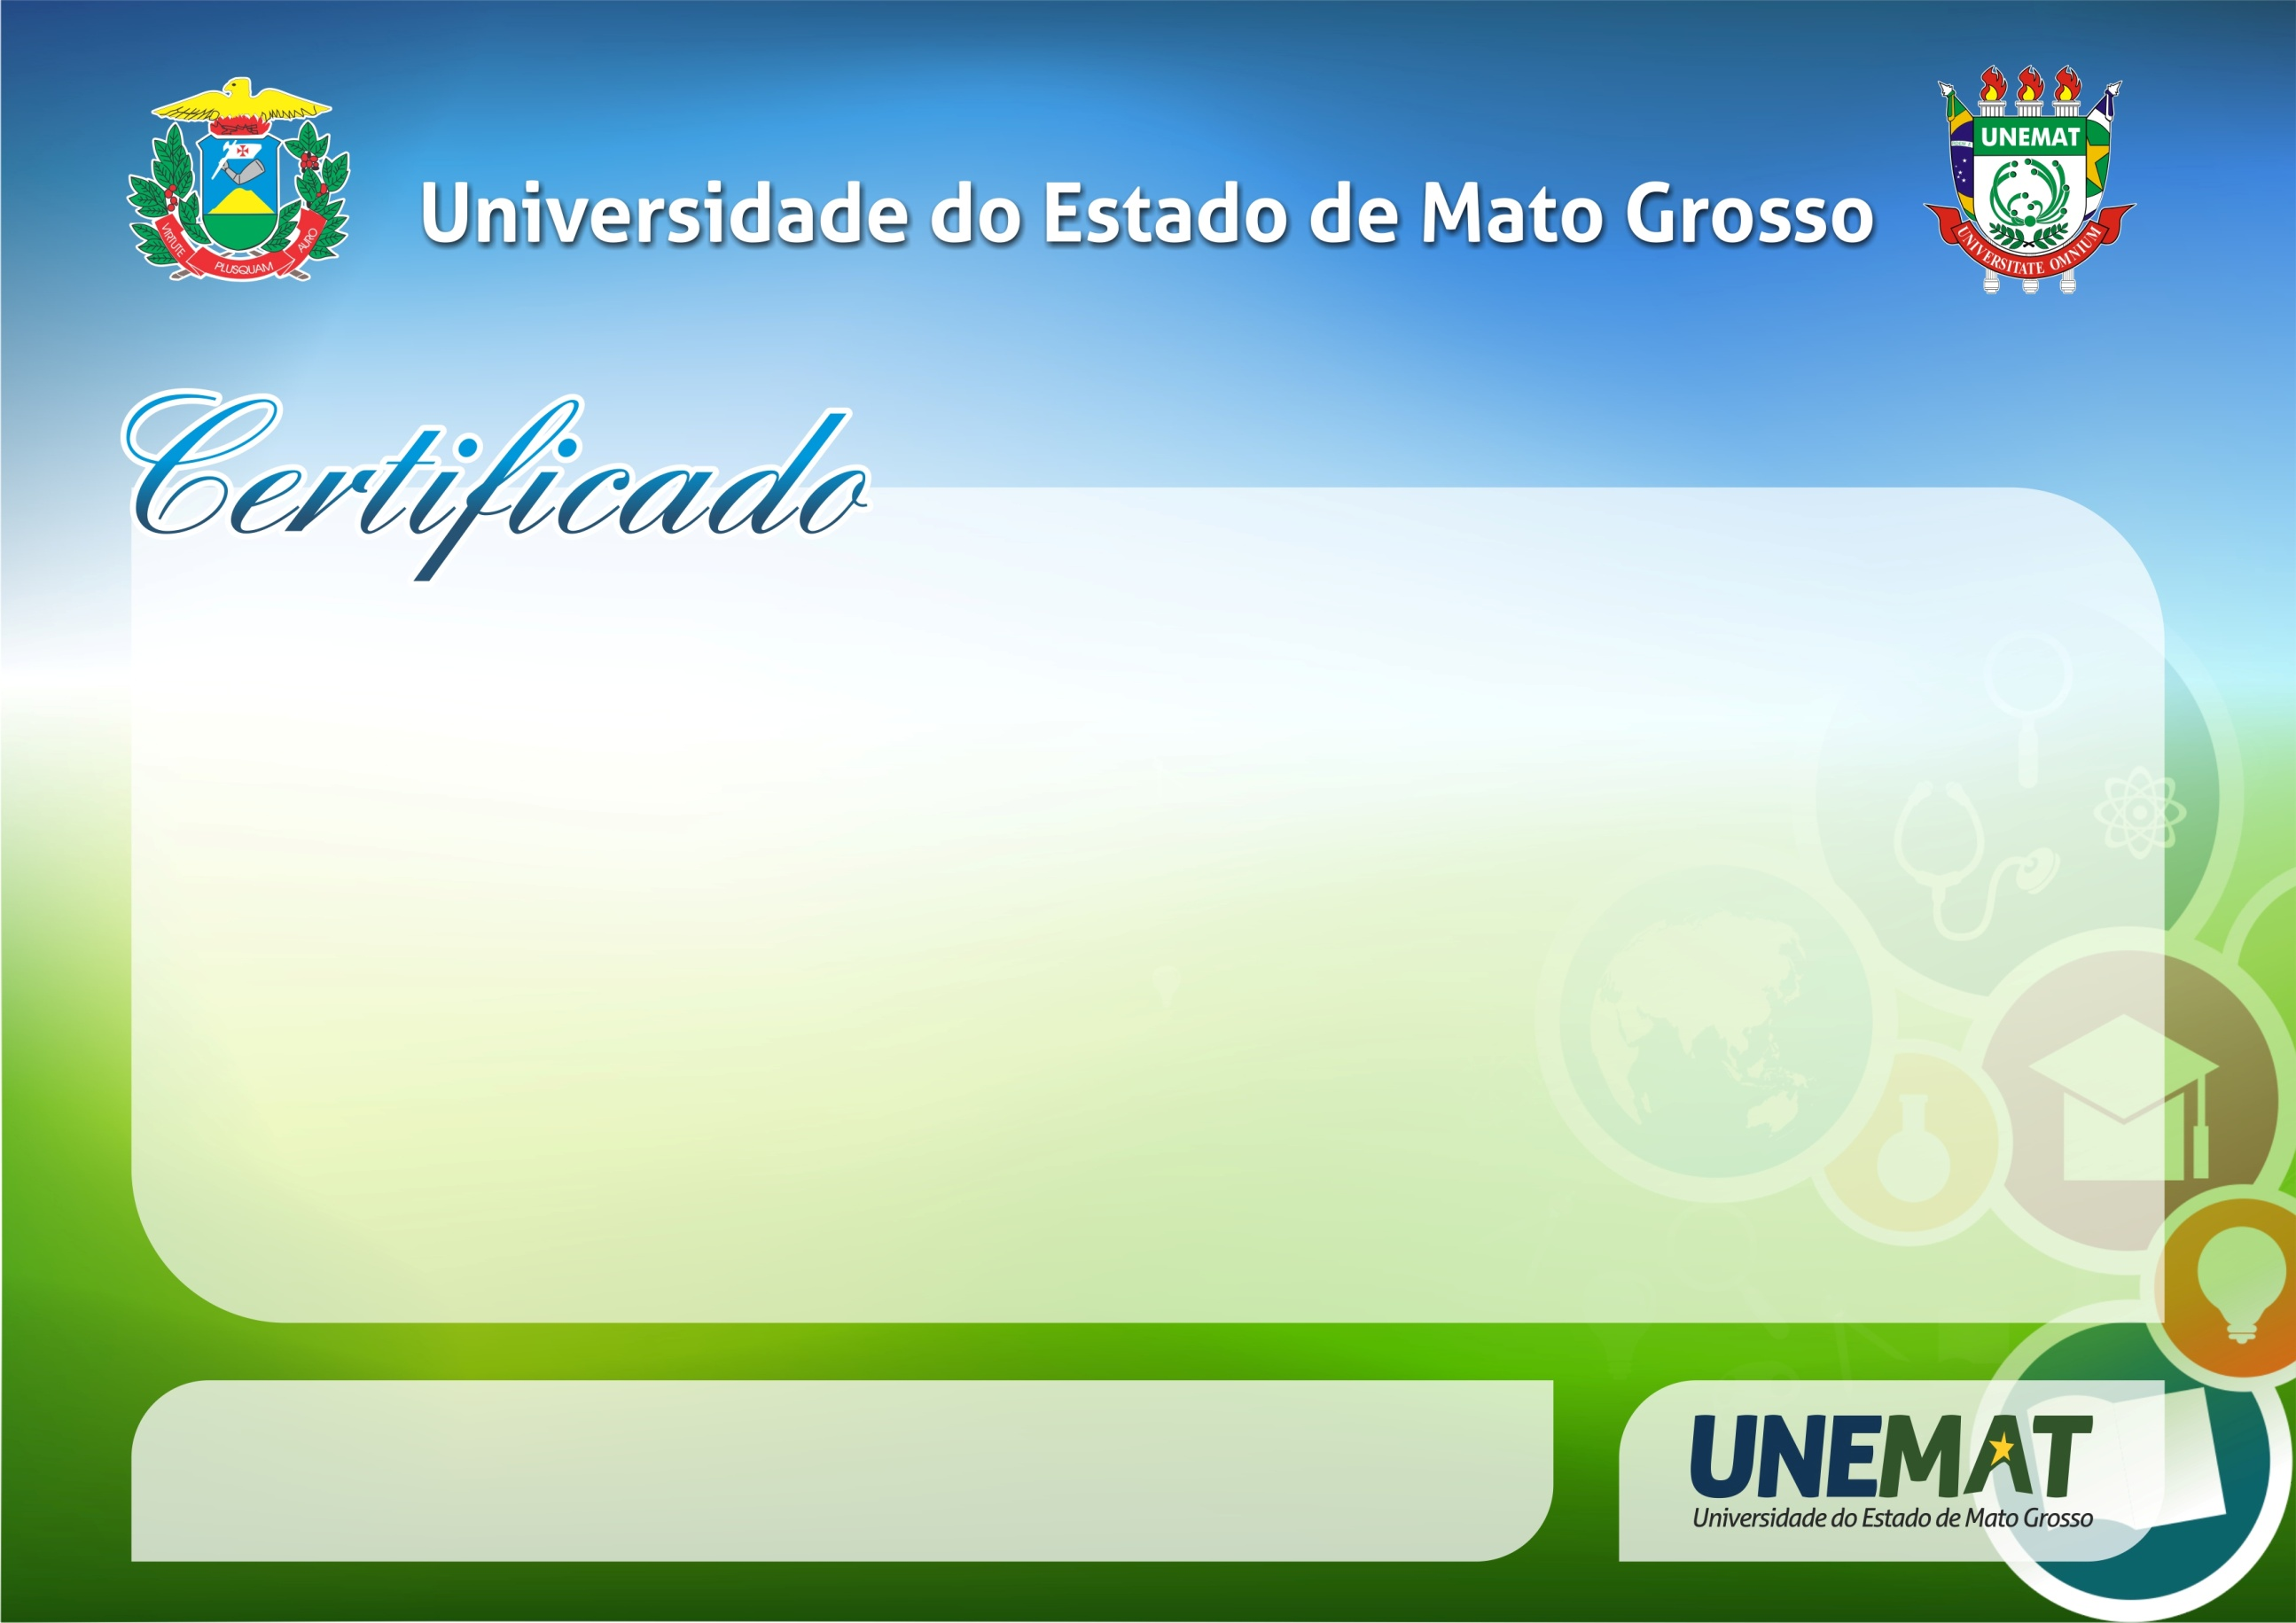 VIRTUTE PLUSQUAM AURO
Universidade do Estado de Mato Grosso
UNEMAT
UNIVERSITATE OMNIUM
Certificado
UNEMAT
Universidade do Estado de Mato Grosso